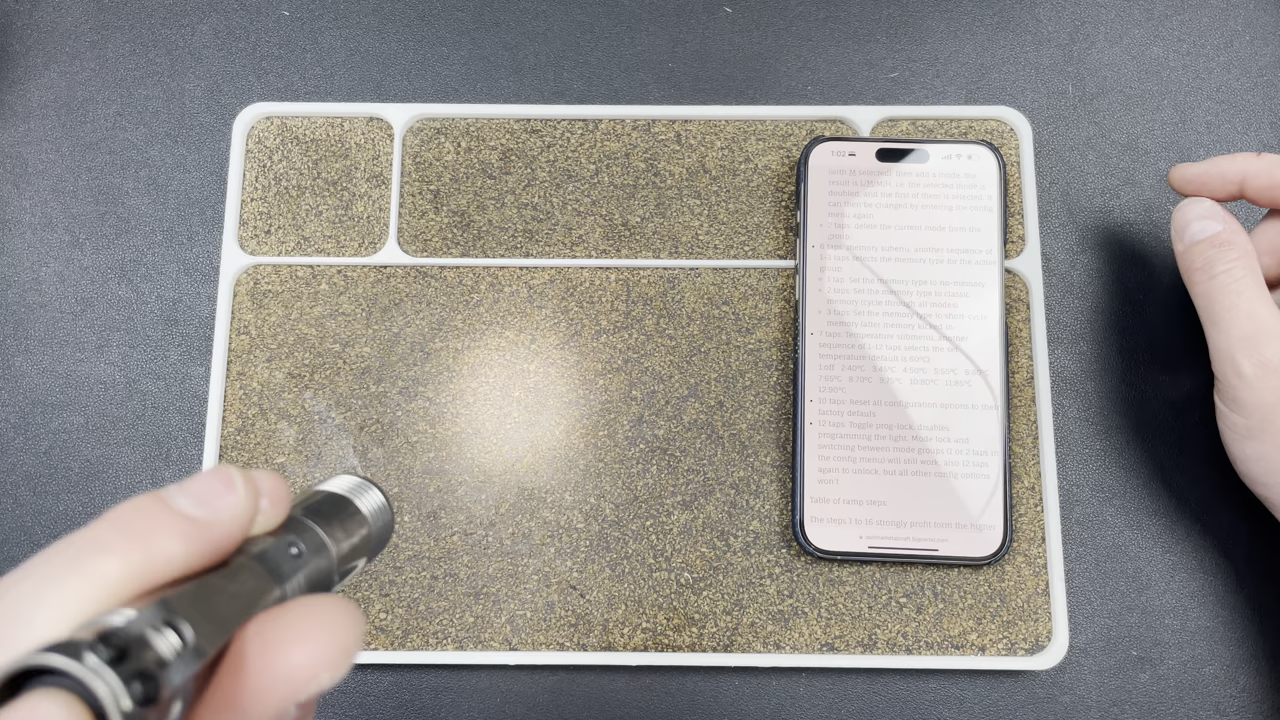 1:02
with M selected, then add a mode, the
result is L/M/M/H, i.e. the selected mode is
doubled, and the first of them is selected. It
can then be changed by entering the config
menu again
2 taps: delete the current mode form the
group
6 taps: memory submenu, another sequence of
1-3 taps selects the memory type for the active
group:
1 tap: Set the memory type to no-memory
2 taps: Set the memory type to classic
memory (cycle through all modes)
3 taps: Set the memory type to short-cycle
memory (after memory kicked in.
7 taps: Temperature submenu, another
sequence of 1-12 taps selects the set
temperature (default is 60°C):
1:off 2:40°C 3:45°C 4:50°C 5:55°C 6:60°C
7:65°C 8:70°C 9:75°C 10:80°C 11:85°C
12:90°C
10 taps: Reset all configuration options to their
factory defauls
12 taps: Toggle prog-lock, disables
programming the light. Mode lock and
switching between mode groups (1 or 2 taps in
the config menu) will still work, also 12 taps
again to unlock, but all other config options
won't
Table of ramp steps:
The steps 1 to 16 strongly profit form the higher